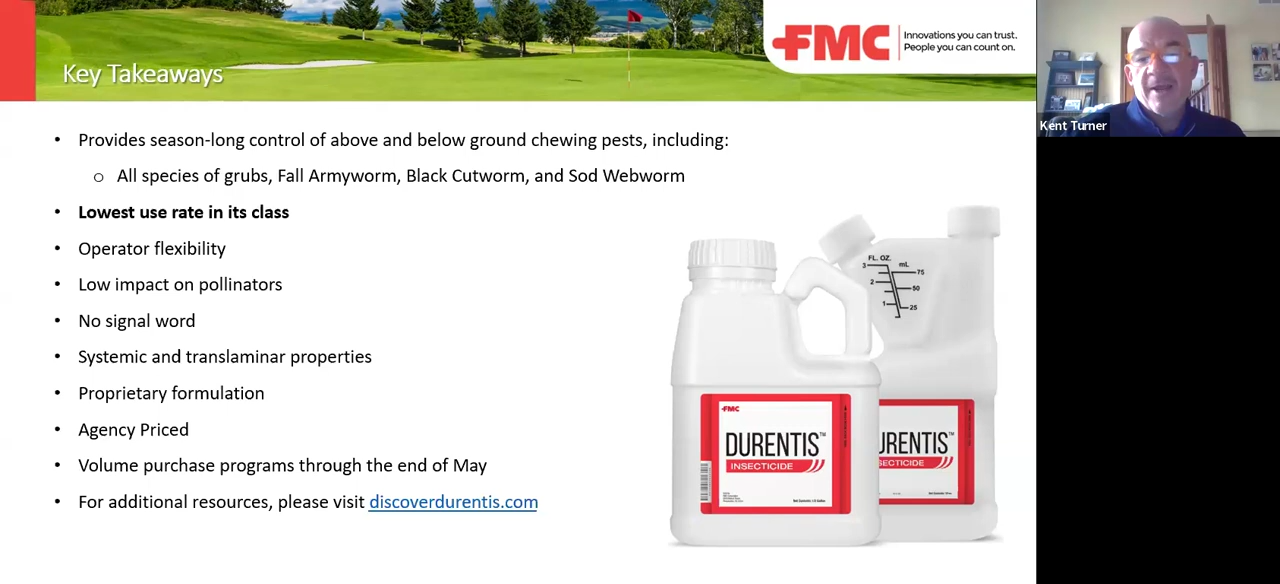 Key Takeaways
FMC
Innovations you can trust.
People you can count on.
Kent Turner
• Provides season-long control of above and below ground chewing pests, including:
o All species of grubs, Fall Armyworm, Black Cutworm, and Sod Webworm
• Lowest use rate in its class
• Operator flexibility
• Low impact on pollinators
• No signal word
• Systemic and translaminar properties
• Proprietary formulation
• Agency Priced
• Volume purchase programs through the end of May
• For additional resources, please visit discoverdurentis.com
FL. OZ. mL
3 75
2 50
1 25
FMC
DURENTIS™
INSECTICIDE
URENTIS™
SECTICIDE